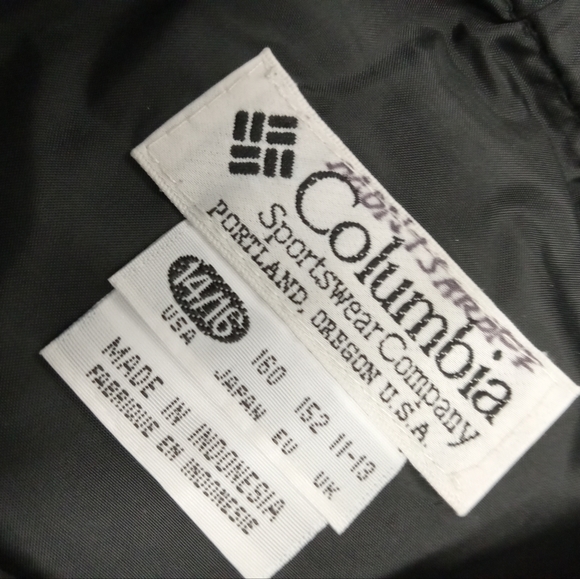 Columbia
Sportswear Company
PORTLAND, OREGON U.S.A.
14/16
USA
160 152 11-13
JAPAN EU UK
MADE IN INDONESIA
FABRIQUE EN INDONESIE